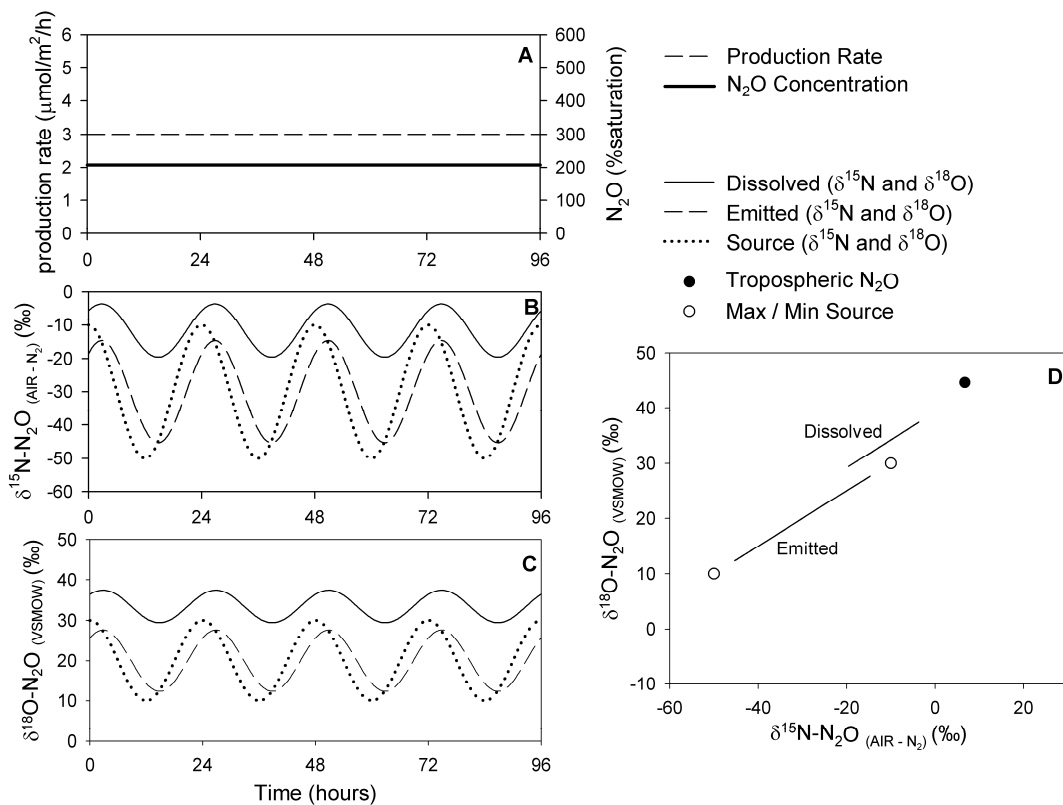 A
production rate (μmol/m²/h)
6
5
4
3
2
1
0
600
500
400
300
200
100
0
N₂O (%saturation)
0 24 48 72 96
B
δ¹⁵N-N₂O (AIR - N₂) (‰)
0
-10
-20
-30
-40
-50
-60
0 24 48 72 96
C
δ¹⁸O-N₂O (VSMOW) (‰)
50
40
30
20
10
0
0 24 48 72 96
Time (hours)
Production Rate
N₂O Concentration
Dissolved (δ¹⁵N and δ¹⁸O)
Emitted (δ¹⁵N and δ¹⁸O)
Source (δ¹⁵N and δ¹⁸O)
Tropospheric N₂O
Max / Min Source
D
δ¹⁸O-N₂O (VSMOW) (‰)
50
40
30
20
10
0
-10
Dissolved
Emitted
-60 -40 -20 0 20
δ¹⁵N-N₂O (AIR - N₂) (‰)